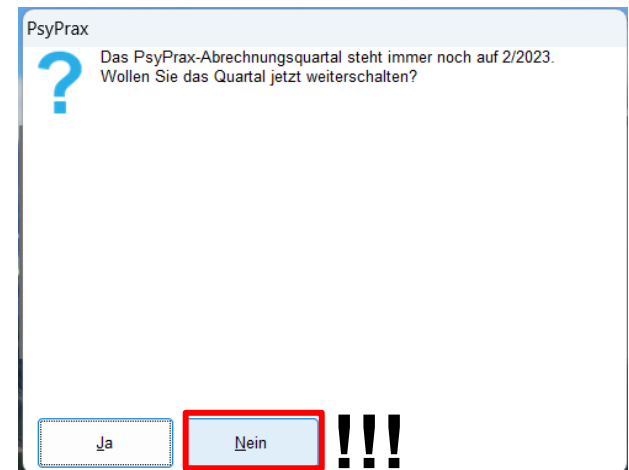 PsyPrax
Das PsyPrax-Abrechnungsquartal steht immer noch auf 2/2023.
Wollen Sie das Quartal jetzt weiterschalten?
Ja
Nein
!!!